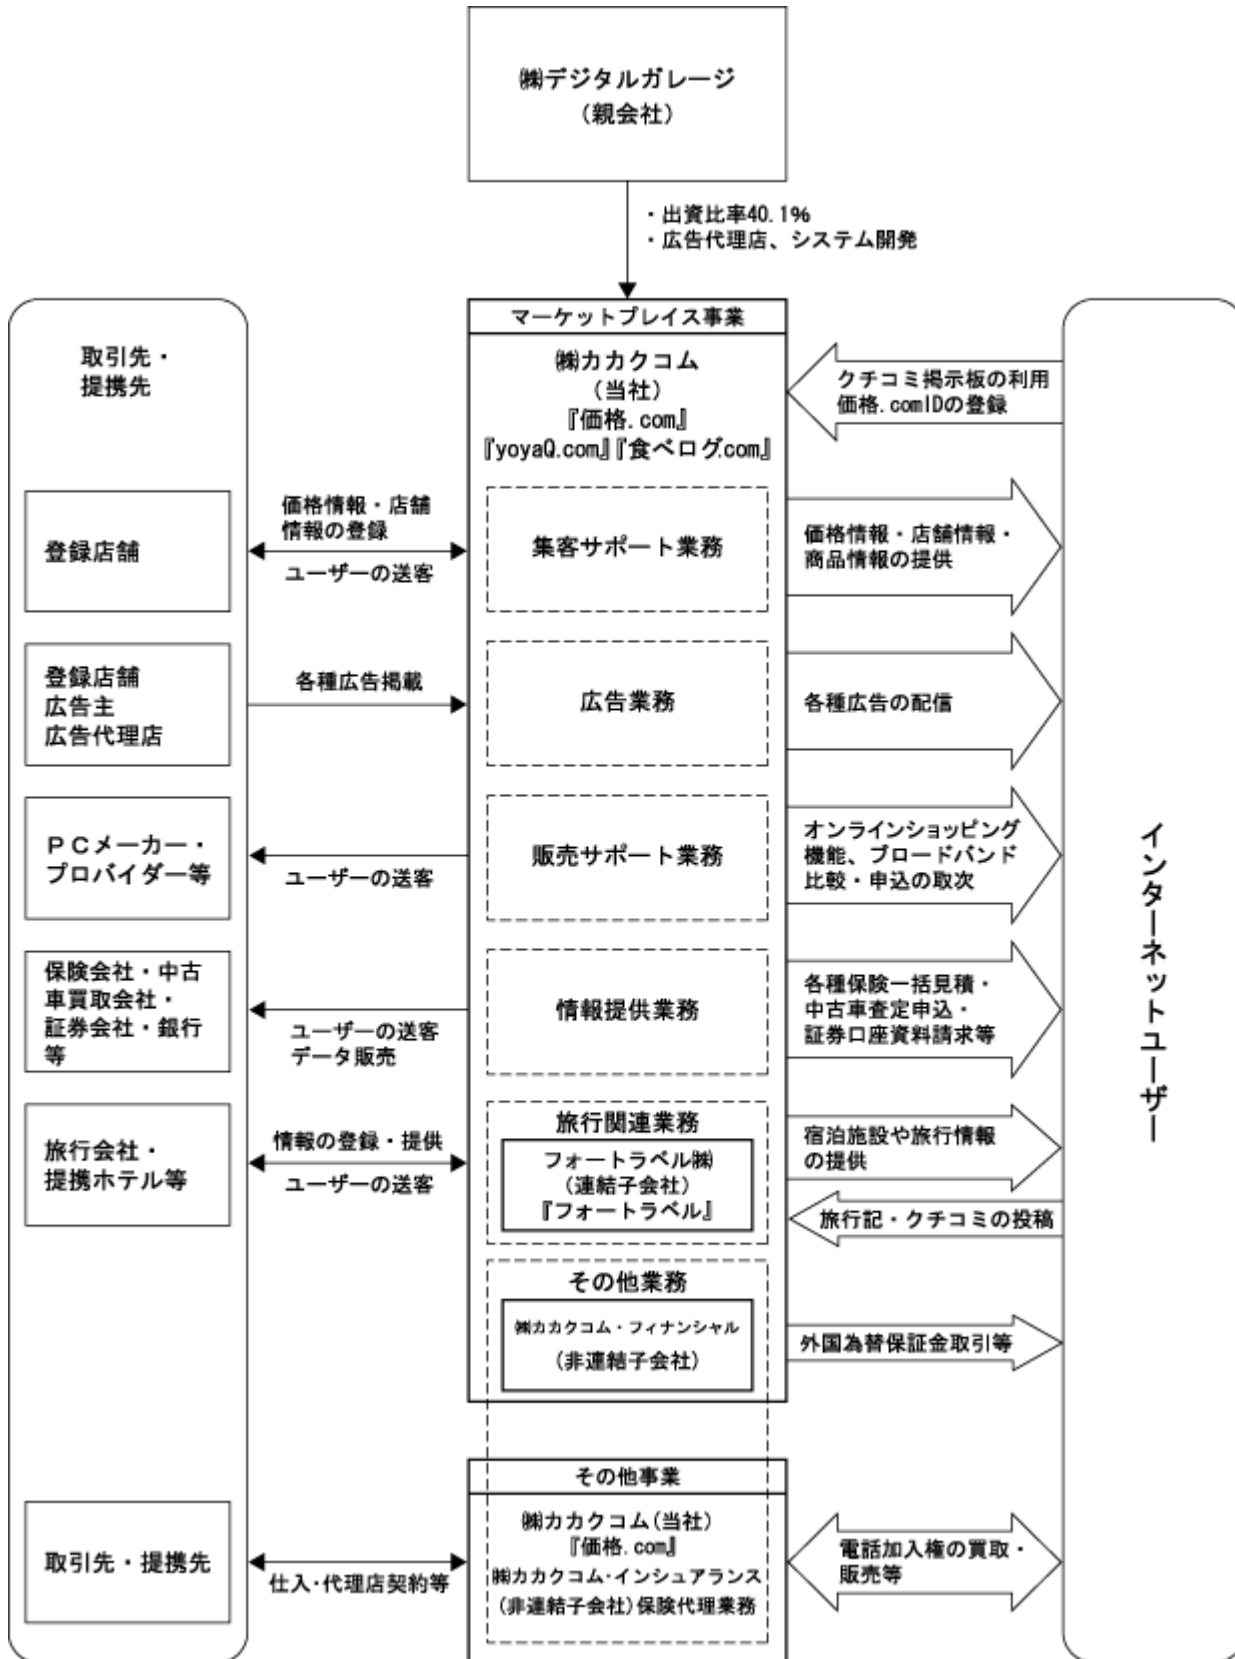 ㈱デジタルガレージ
(親会社)
・出資比率40.1%
・広告代理店、システム開発
取引先・
提携先
マーケットプレイス事業
㈱カカクコム
(当社)
『価格.com』
『yoyaQ.com』『食べログ.com』
クチコミ掲示板の利用
価格.comIDの登録
登録店舗
価格情報・店舗
情報の登録
ユーザーの送客
集客サポート業務
価格情報・店舗情報・
商品情報の提供
登録店舗
広告主
広告代理店
各種広告掲載
広告業務
各種広告の配信
PCメーカー・
プロバイダー等
ユーザーの送客
販売サポート業務
オンラインショッピング
機能、ブロードバンド
比較・申込の取次
保険会社・中古
車買取会社・
証券会社・銀行
等
ユーザーの送客
データ販売
情報提供業務
各種保険一括見積・
中古車査定申込・
証券口座資料請求等
旅行会社・
提携ホテル等
情報の登録・提供
ユーザーの送客
旅行関連業務
フォートラベル㈱
(連結子会社)
『フォートラベル』
宿泊施設や旅行情報
の提供
旅行記・クチコミの投稿
その他業務
㈱カカクコム・フィナンシャル
(非連結子会社)
外国為替保証金取引等
インターネットユーザー
その他事業
取引先・提携先
仕入・代理店契約等
㈱カカクコム(当社)
『価格.com』
㈱カカクコム・インシュアランス
(非連結子会社)保険代理業務
電話加入権の買取・
販売等